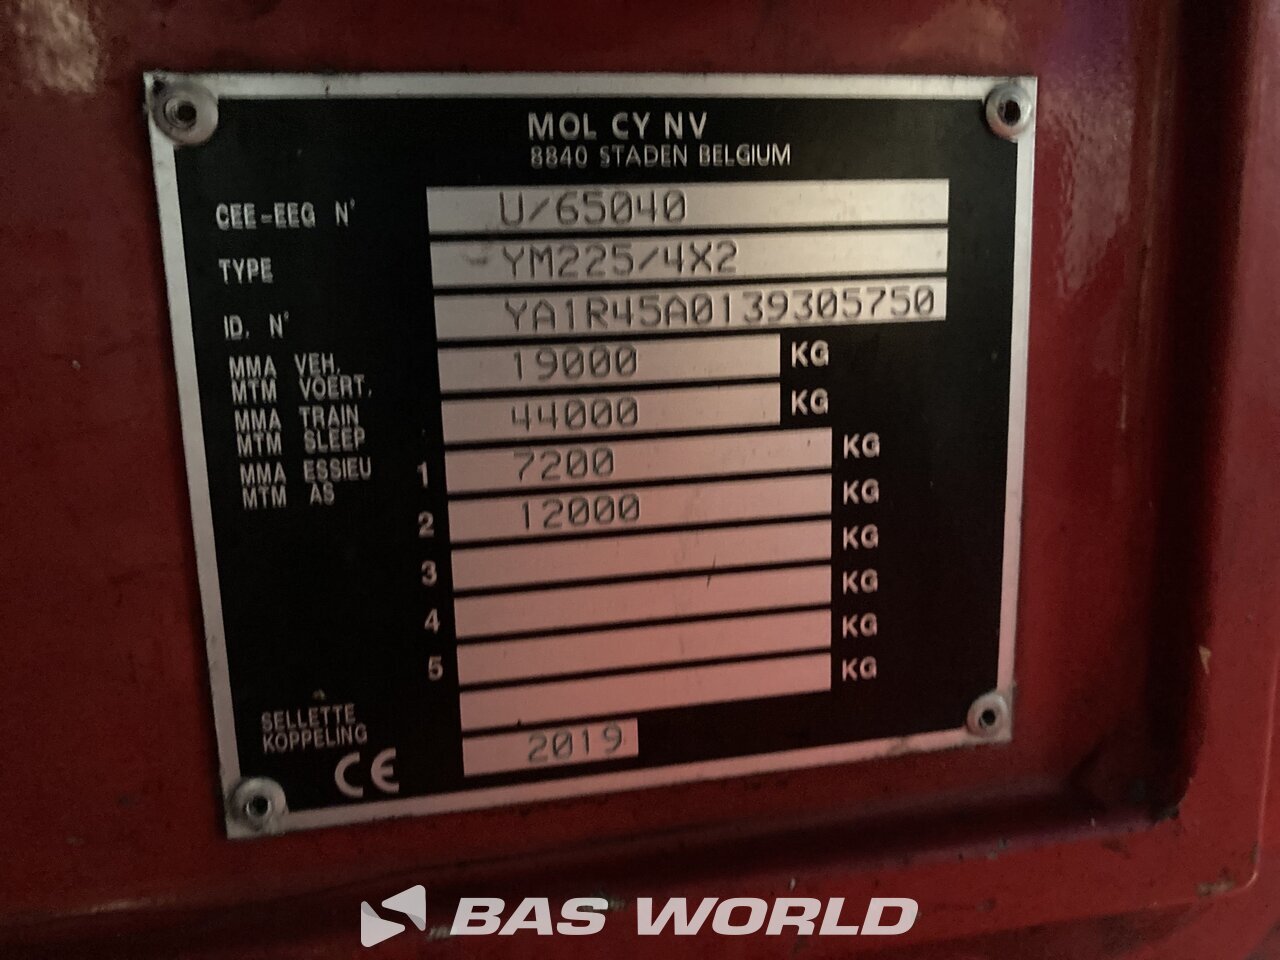 MOL CY NV
8840 STADEN BELGIUM
CEE-EEG N° U/65040
TYPE YM225/4X2
ID. N° YA1R45A0139305750
MMA VEH. 19000 KG
MTM VOERT.
MMA TRAIN 44000 KG
MTM SLEEP
MMA ESSIEU 1 7200 KG
MTM AS
2 12000 KG
3 KG
4 KG
5 KG
KG
SELLETTE
KOPPELING
CE 2019
BAS WORLD